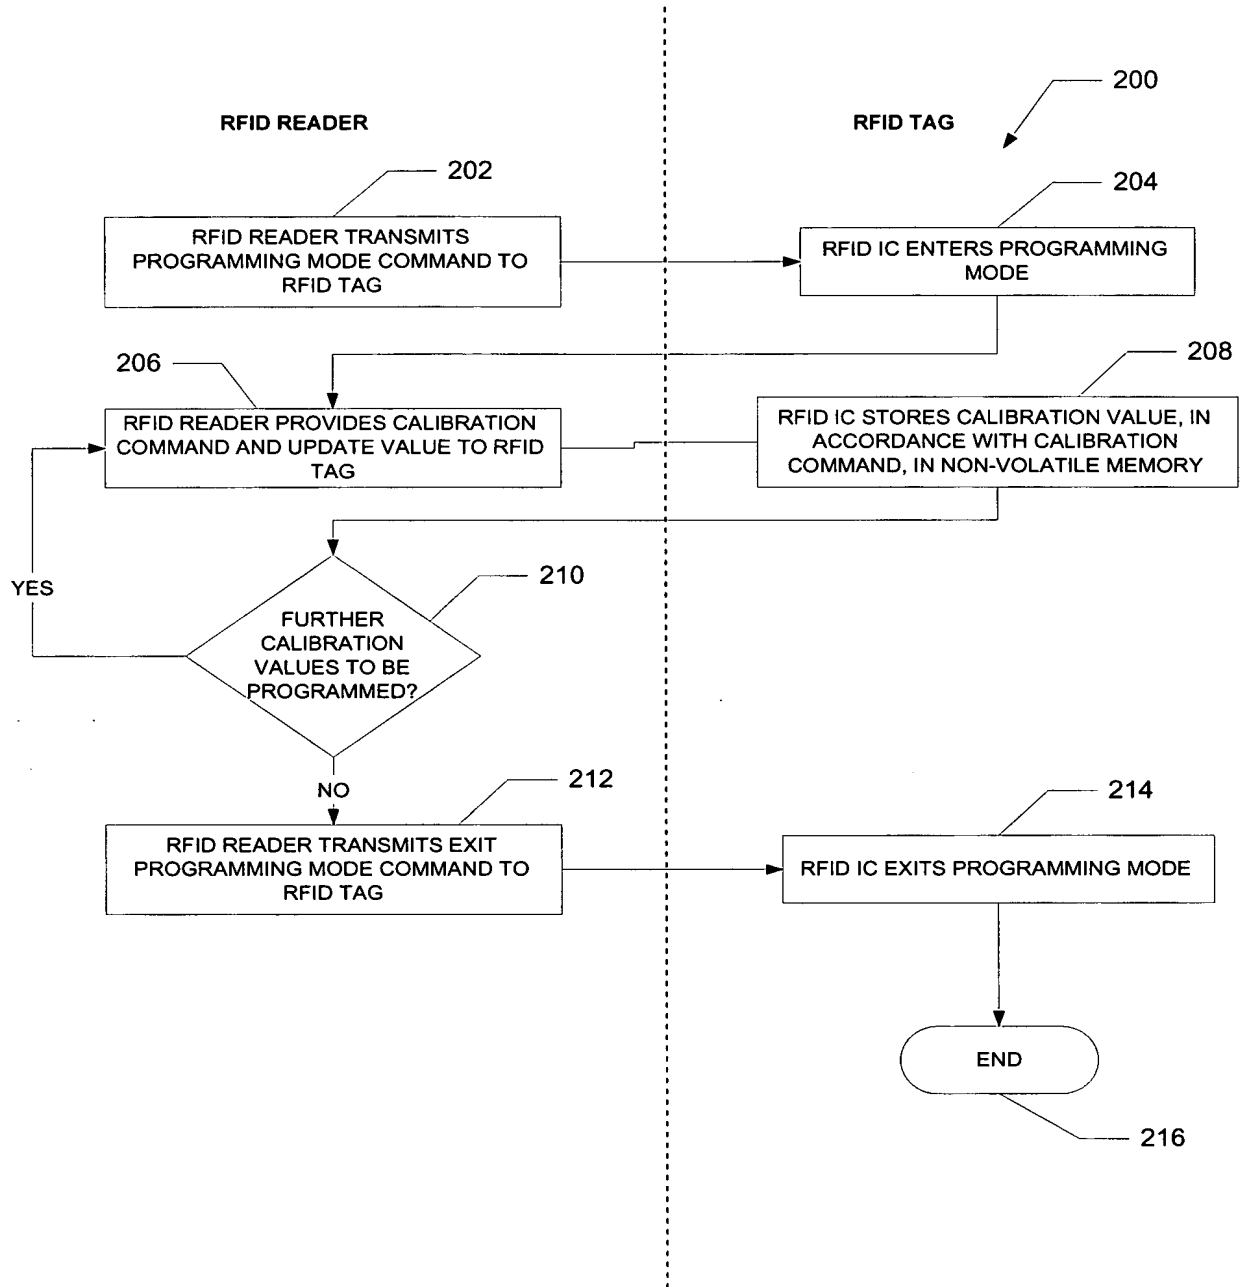 200
RFID READER
RFID TAG
202
204
RFID READER TRANSMITS
PROGRAMMING MODE COMMAND TO
RFID TAG
RFID IC ENTERS PROGRAMMING
MODE
206
208
RFID READER PROVIDES CALIBRATION
COMMAND AND UPDATE VALUE TO RFID
TAG
RFID IC STORES CALIBRATION VALUE, IN
ACCORDANCE WITH CALIBRATION
COMMAND, IN NON-VOLATILE MEMORY
YES
210
FURTHER
CALIBRATION
VALUES TO BE
PROGRAMMED?
NO
212
214
RFID READER TRANSMITS EXIT
PROGRAMMING MODE COMMAND TO
RFID TAG
RFID IC EXITS PROGRAMMING MODE
END
216